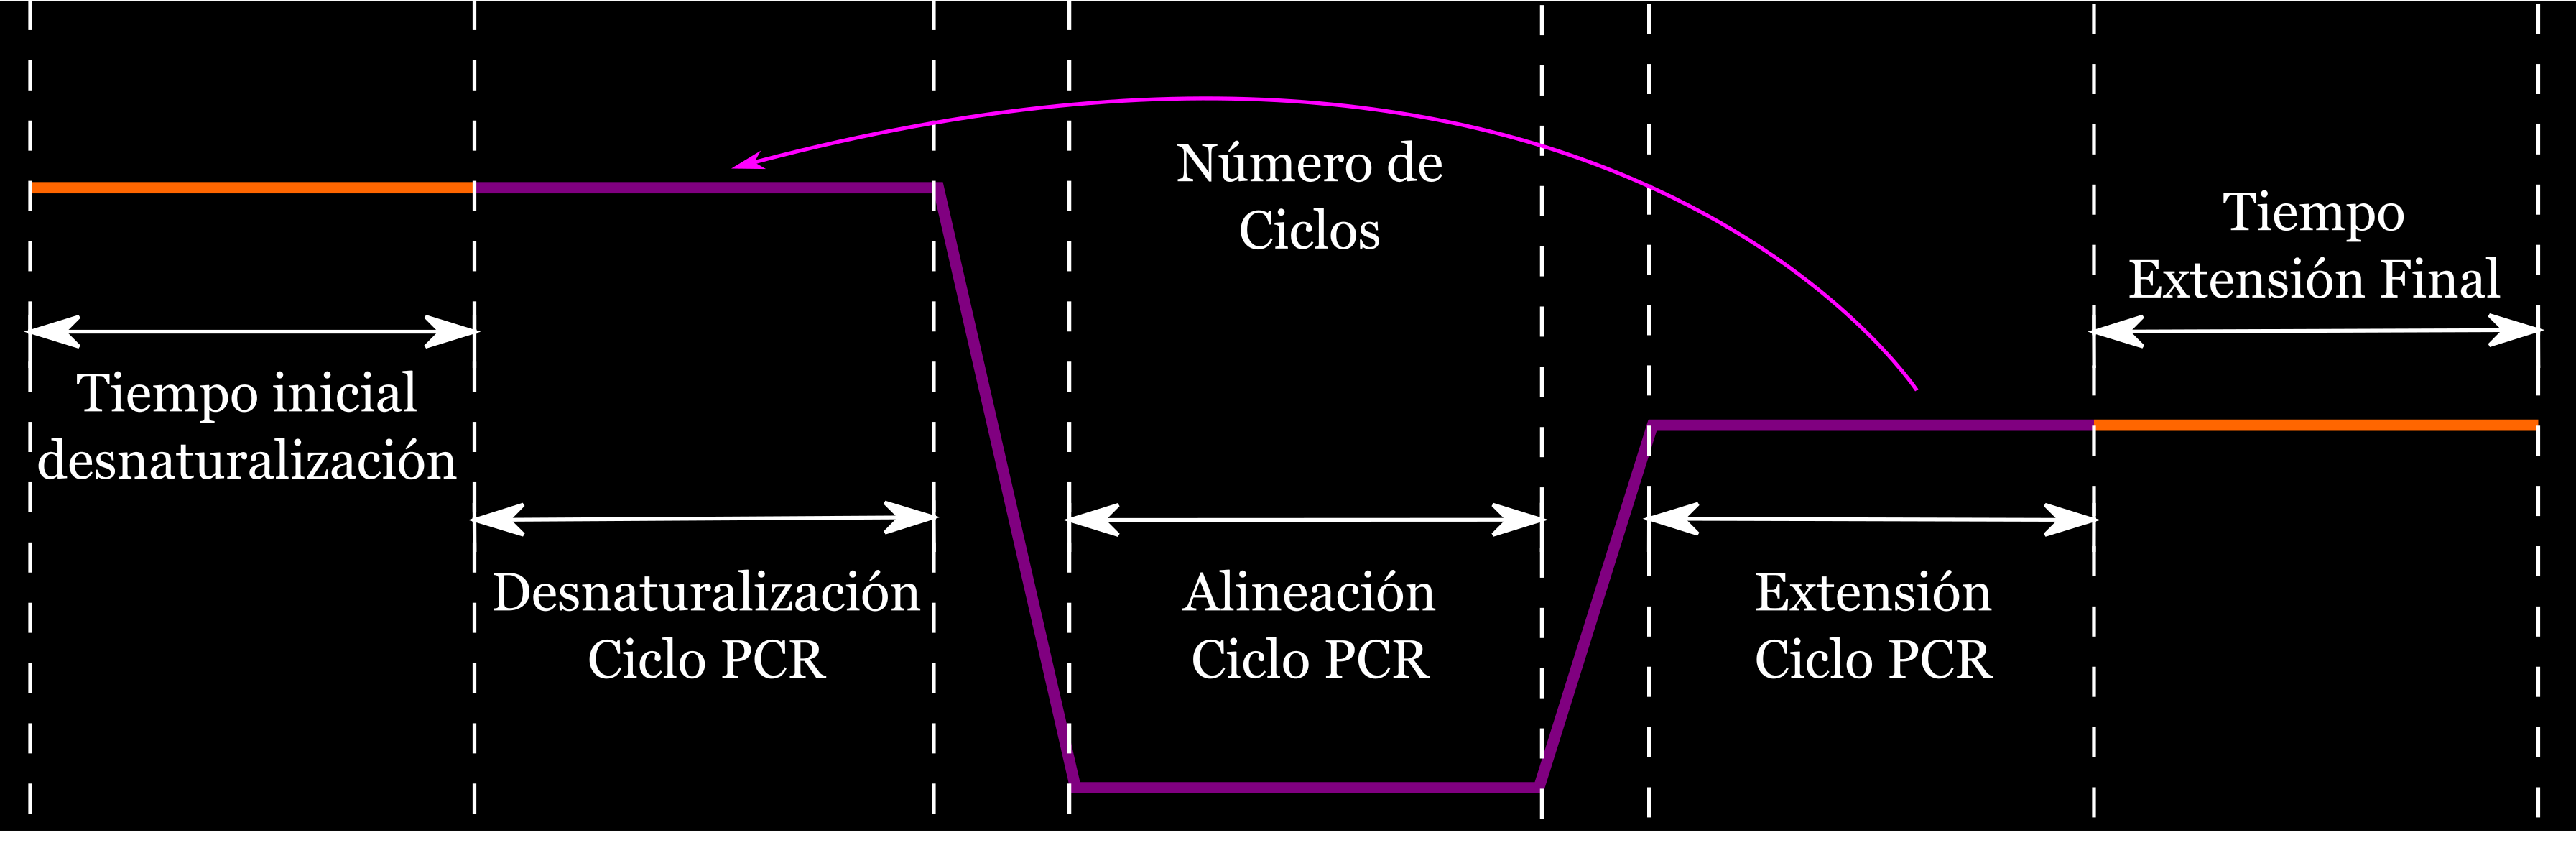 Tiempo inicial
desnaturalización
Desnaturalización
Ciclo PCR
Número de
Ciclos
Alineación
Ciclo PCR
Extensión
Ciclo PCR
Tiempo
Extensión Final